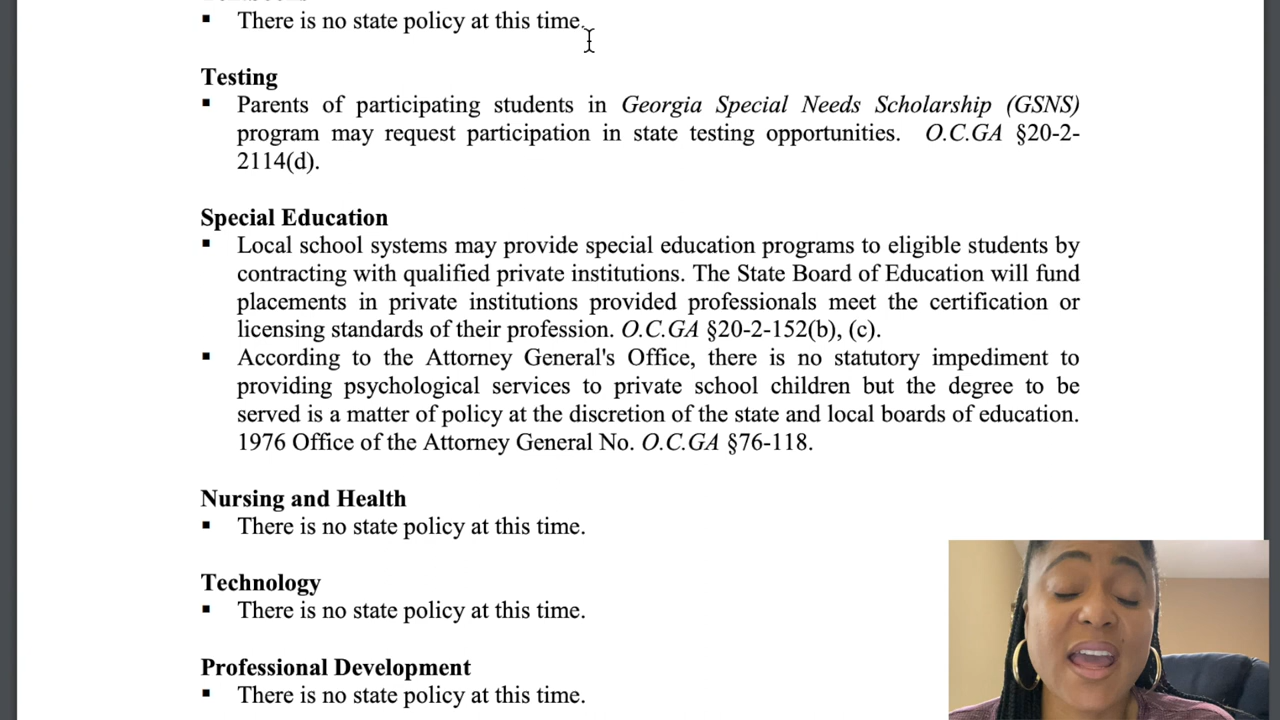 ▪ There is no state policy at this time.
Testing
▪ Parents of participating students in Georgia Special Needs Scholarship (GSNS)
program may request participation in state testing opportunities. O.C.GA §20-2-
2114(d).
Special Education
▪ Local school systems may provide special education programs to eligible students by
contracting with qualified private institutions. The State Board of Education will fund
placements in private institutions provided professionals meet the certification or
licensing standards of their profession. O.C.GA §20-2-152(b), (c).
▪ According to the Attorney General's Office, there is no statutory impediment to
providing psychological services to private school children but the degree to be
served is a matter of policy at the discretion of the state and local boards of education.
1976 Office of the Attorney General No. O.C.GA §76-118.
Nursing and Health
▪ There is no state policy at this time.
Technology
▪ There is no state policy at this time.
Professional Development
▪ There is no state policy at this time.